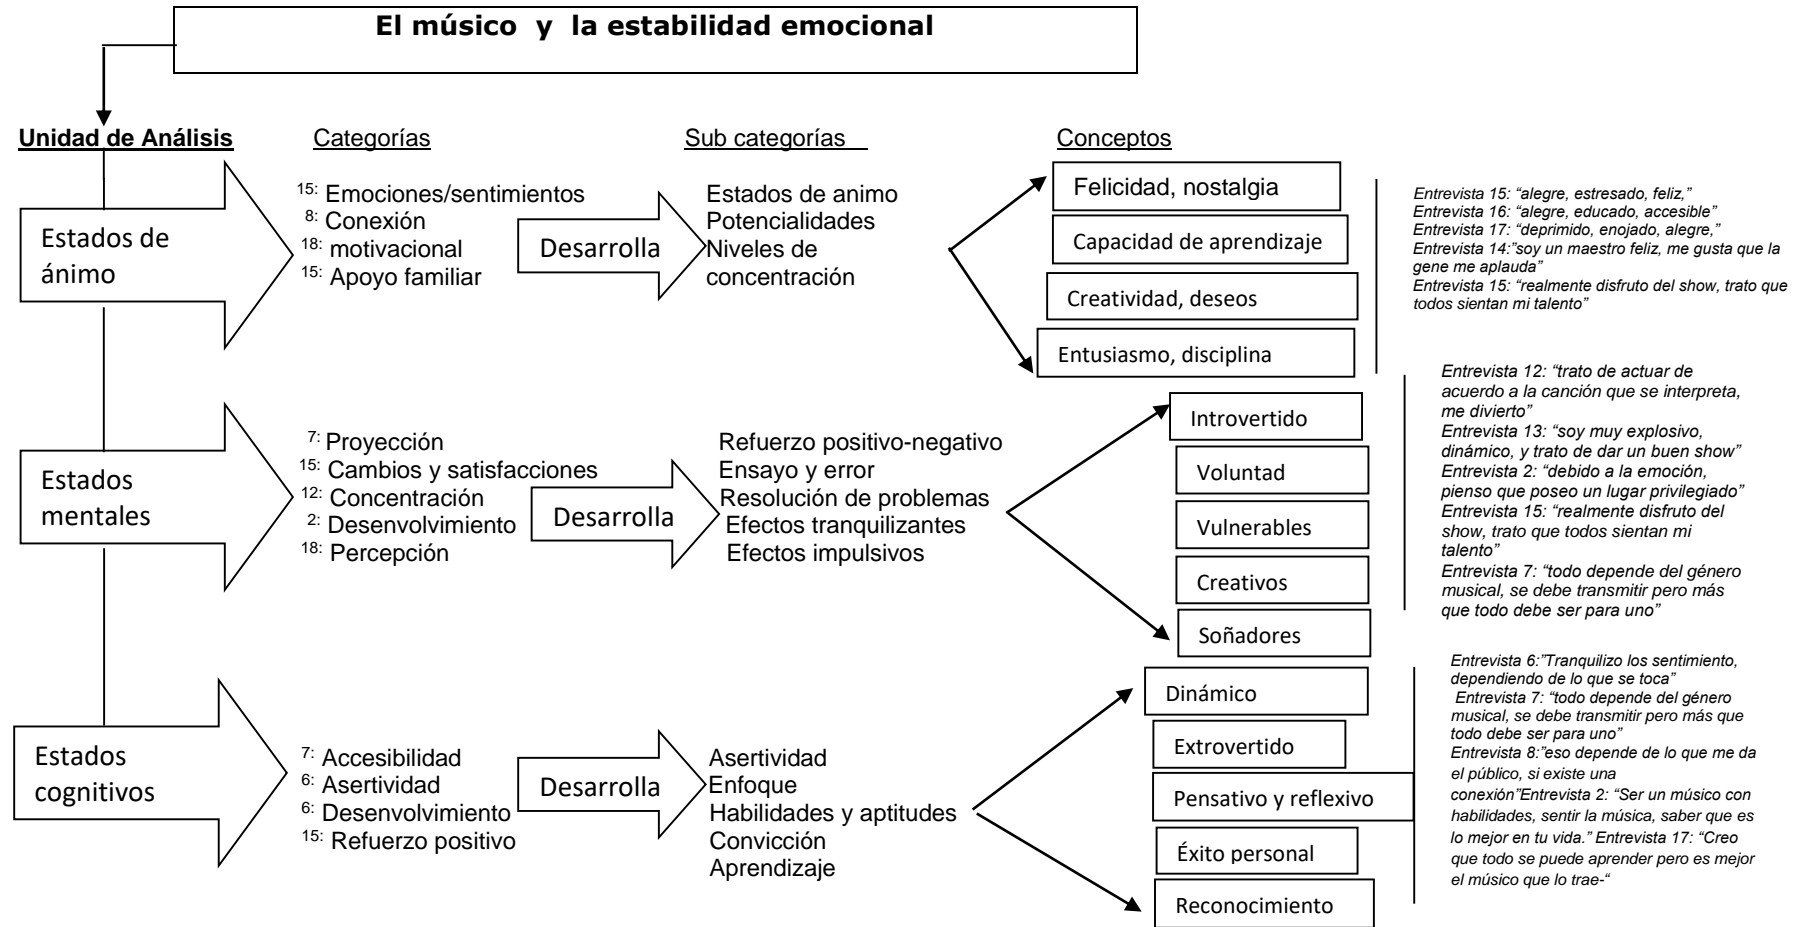 El músico y la estabilidad emocional
Unidad de Análisis
Categorías
Sub categorías
Conceptos
Estados de
ánimo
15: Emociones/sentimientos
8: Conexión
18: motivacional
15: Apoyo familiar
Desarrolla
Estados de animo
Potencialidades
Niveles de
concentración
Felicidad, nostalgia
Capacidad de aprendizaje
Creatividad, deseos
Entusiasmo, disciplina
Entrevista 15: “alegre, estresado, feliz,”
Entrevista 16: “alegre, educado, accesible”
Entrevista 17: “deprimido, enojado, alegre,”
Entrevista 14:”soy un maestro feliz, me gusta que la
gene me aplauda”
Entrevista 15: “realmente disfruto del show, trato que
todos sientan mi talento”
Estados
mentales
7: Proyección
15: Cambios y satisfacciones
12: Concentración
2: Desenvolvimiento
18: Percepción
Desarrolla
Refuerzo positivo-negativo
Ensayo y error
Resolución de problemas
Efectos tranquilizantes
Efectos impulsivos
Introvertido
Voluntad
Vulnerables
Creativos
Soñadores
Entrevista 12: “trato de actuar de
acuerdo a la canción que se interpreta,
me divierto”
Entrevista 13: “soy muy explosivo,
dinámico, y trato de dar un buen show”
Entrevista 2: “debido a la emoción,
pienso que poseo un lugar privilegiado”
Entrevista 15: “realmente disfruto del
show, trato que todos sientan mi
talento”
Entrevista 7: “todo depende del género
musical, se debe transmitir pero más
que todo debe ser para uno”
Estados
cognitivos
7: Accesibilidad
6: Asertividad
6: Desenvolvimiento
15: Refuerzo positivo
Desarrolla
Asertividad
Enfoque
Habilidades y aptitudes
Convicción
Aprendizaje
Dinámico
Extrovertido
Pensativo y reflexivo
Éxito personal
Reconocimiento
Entrevista 6:”Tranquilizo los sentimiento,
dependiendo de lo que se toca”
Entrevista 7: “todo depende del género
musical, se debe transmitir pero más que
todo debe ser para uno”
Entrevista 8:”eso depende de lo que me da
el público, si existe una
conexión”Entrevista 2: “Ser un músico con
habilidades, sentir la música, saber que es
lo mejor en tu vida.” Entrevista 17: “Creo
que todo se puede aprender pero es mejor
el músico que lo trae-“